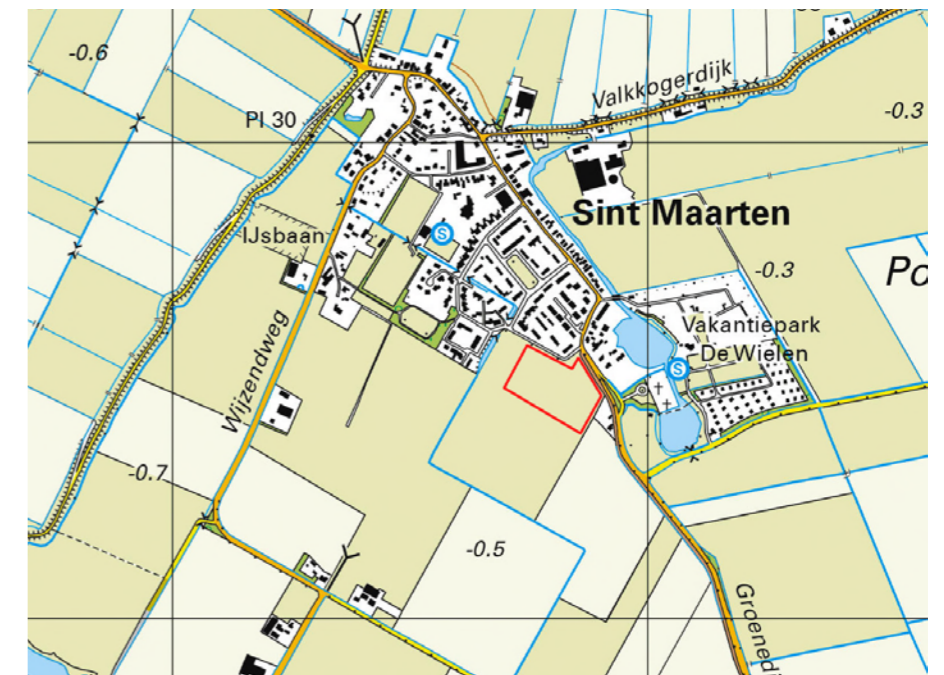 -0.6
Valkkogerdijk
Pl 30
-0.3
Sint Maarten
IJsbaan
S
-0.3
Po
Wijzendweg
Vakantiepark
De Wielen
S
-0.7
-0.5
Groenedi